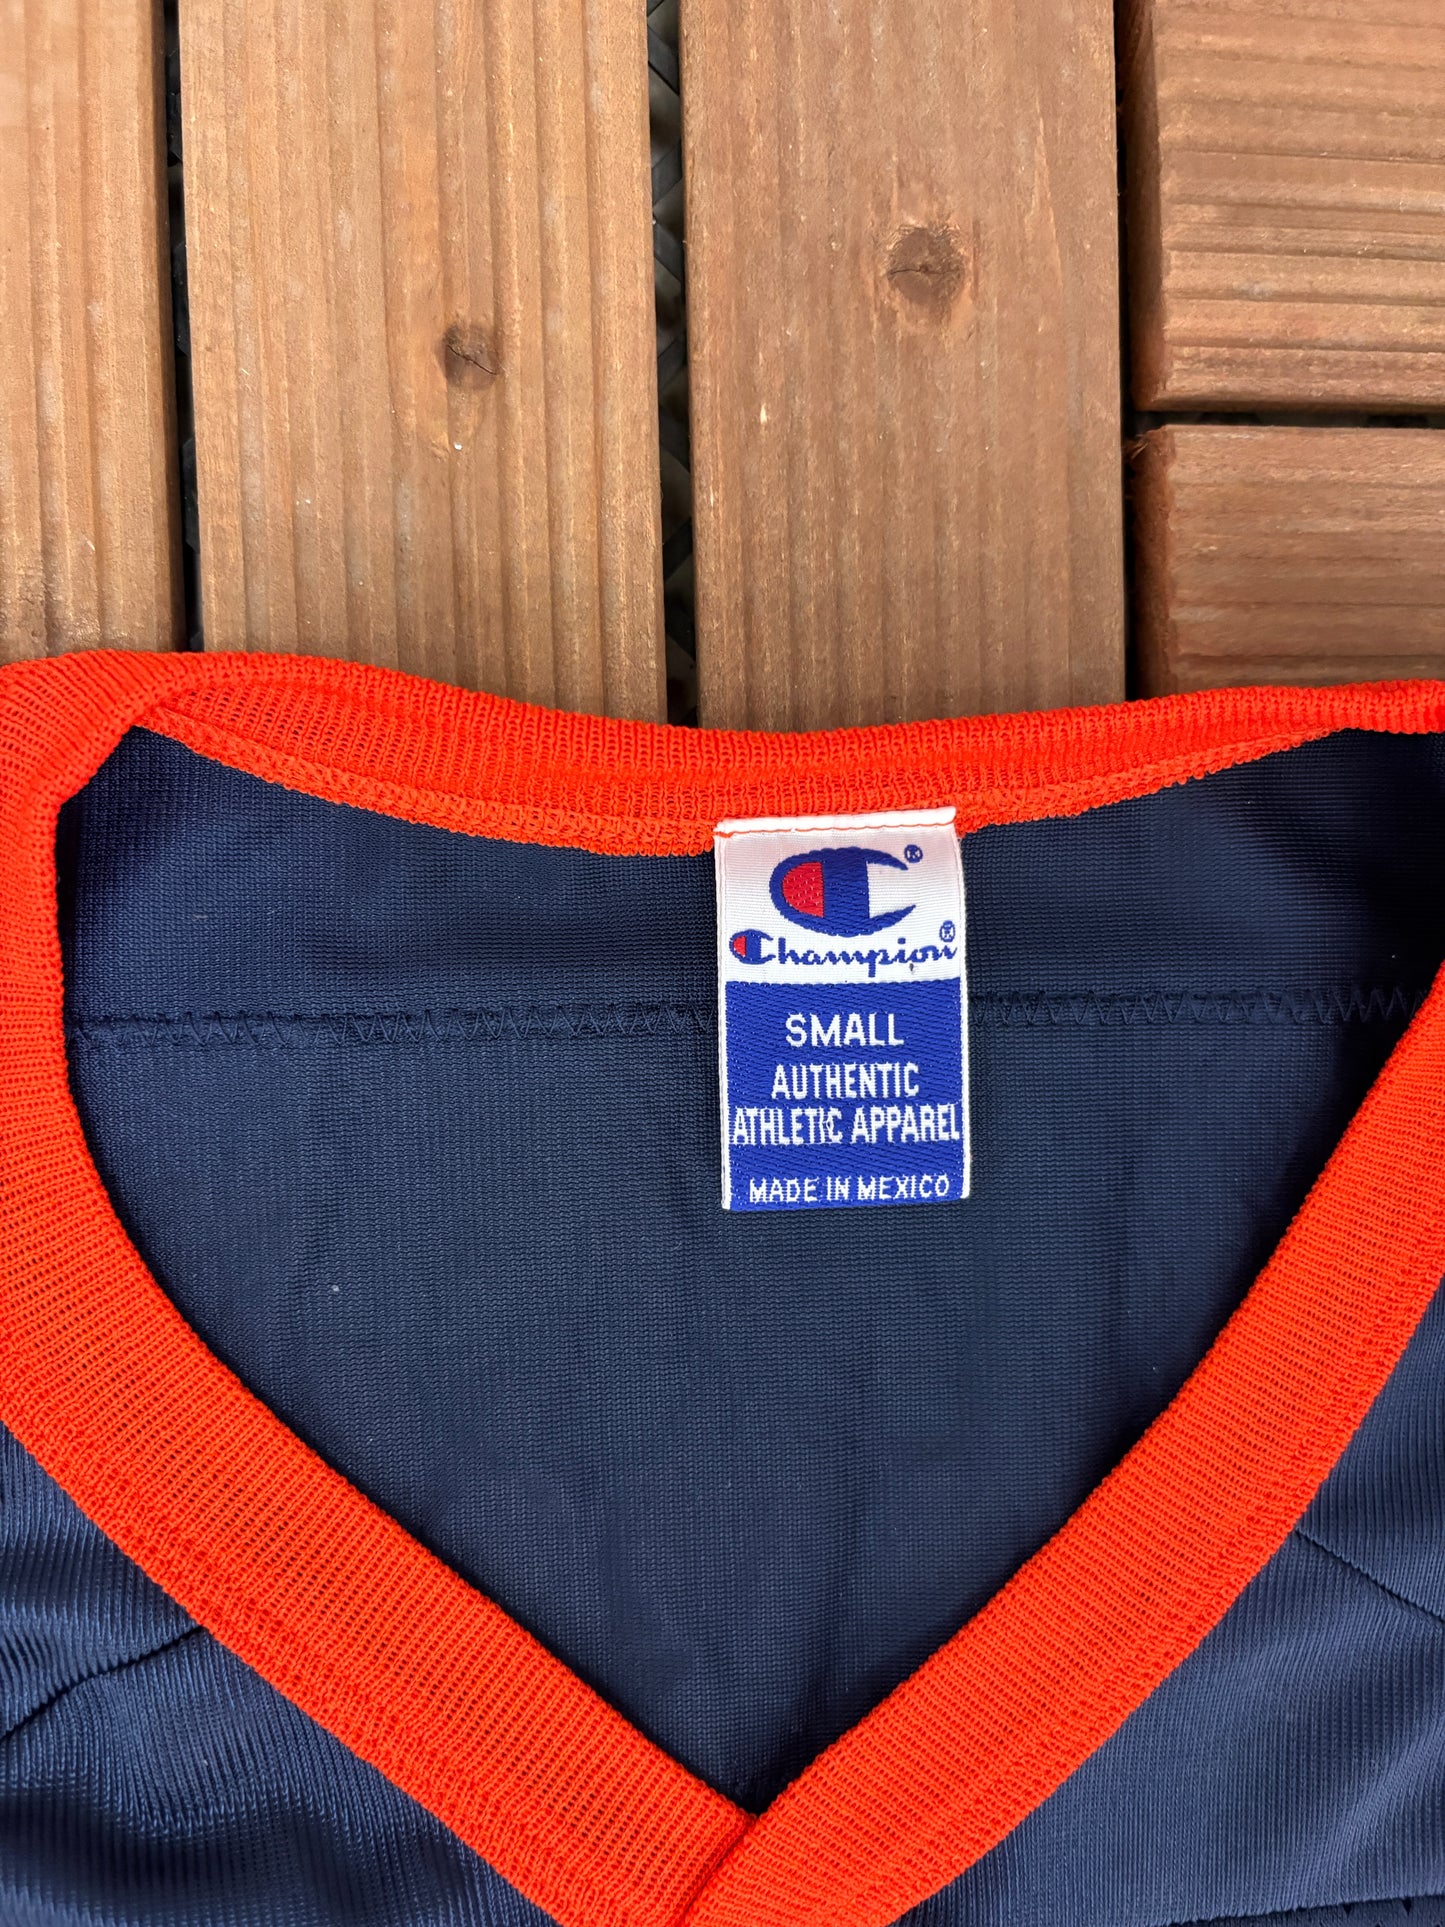 ®
Champion®
SMALL
AUTHENTIC
ATHLETIC APPAREL
MADE IN MEXICO